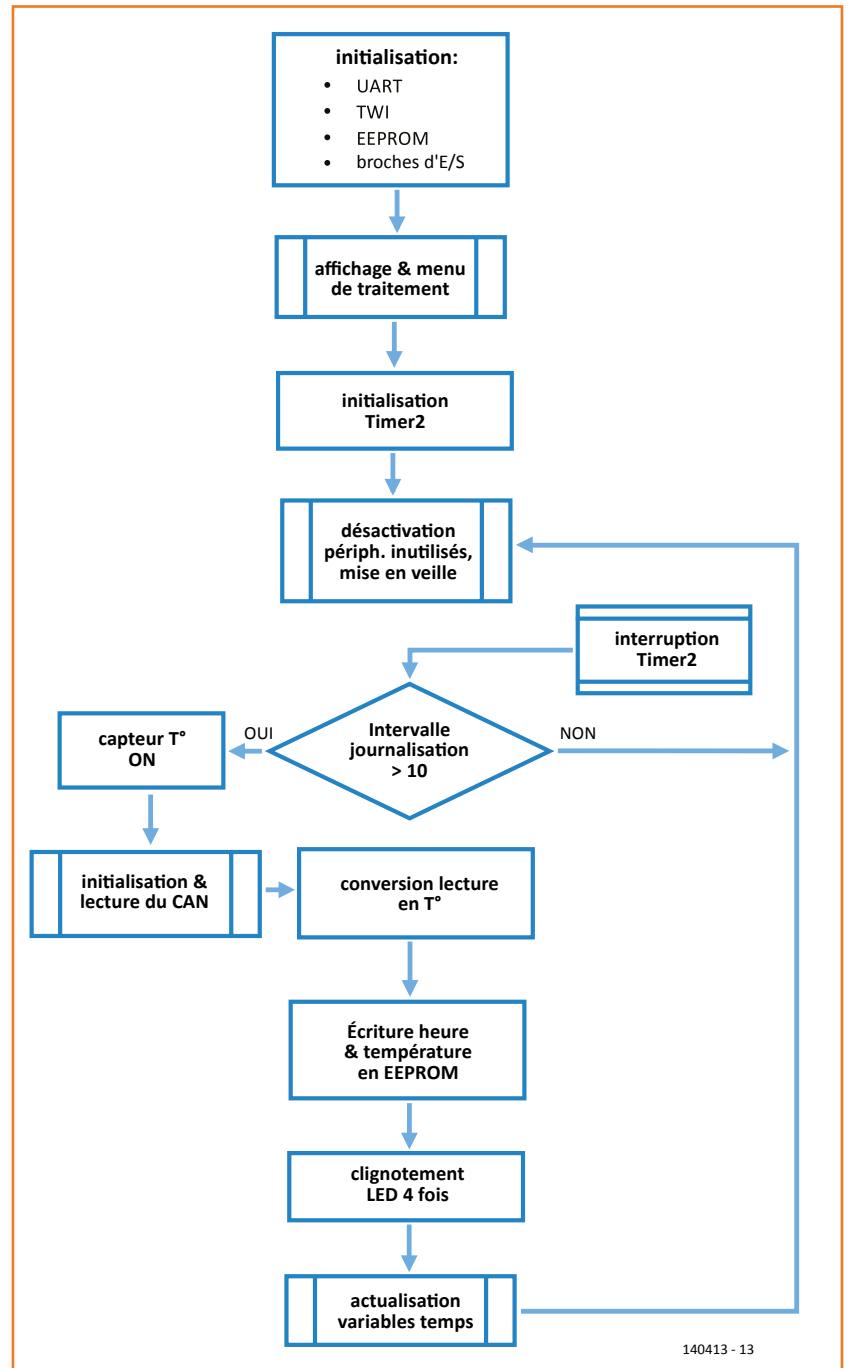 initialisation:
• UART
• TWI
• EEPROM
• broches d'E/S
affichage & menu
de traitement
initialisation
Timer2
désactivation
périph. inutilisés,
mise en veille
interruption
Timer2
Intervalle
journalisation
> 10
OUI
NON
capteur T°
ON
initialisation &
lecture du CAN
conversion lecture
en T°
Écriture heure
& température
en EEPROM
clignotement
LED 4 fois
actualisation
variables temps
140413 - 13